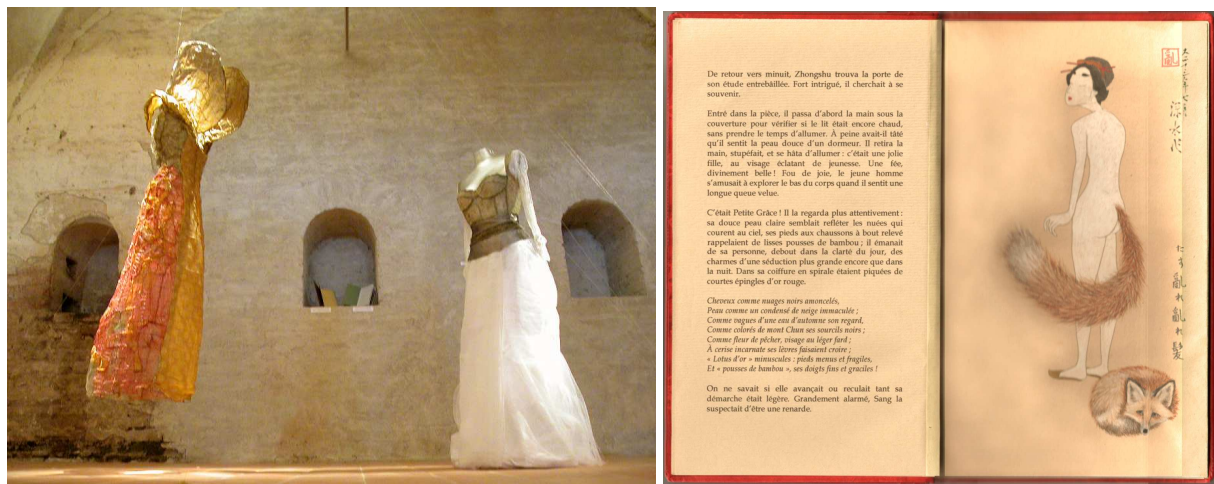 De retour vers minuit, Zhongshu trouva la porte de
son étude entrebâillée. Fort intrigué, il cherchait à se
souvenir.
Entré dans la pièce, il passa d'abord la main sous la
couverture pour vérifier si le lit était encore chaud,
sans prendre le temps d'allumer. À peine avait-il tâté
qu'il sentit la peau douce d'un dormeur. Il retira la
main, stupéfait, et se hâta d'allumer : c'était une jolie
fille, au visage éclatant de jeunesse. Une fée,
divinement belle ! Fou de joie, le jeune homme
s'amusait à explorer le bas du corps quand il sentit une
longue queue velue.
C'était Petite Grâce ! Il la regarda plus attentivement :
sa douce peau claire semblait refléter les nuées qui
courent au ciel, ses pieds aux chaussons à bout relevé
rappelaient de lisses pousses de bambou ; il émanait
de sa personne, debout dans la clarté du jour, des
charmes d'une séduction plus grande encore que dans
la nuit. Dans sa coiffure en spirale étaient piquées de
courtes épingles d'or rouge.
Cheveux comme nuages noirs amoncelés,
Peau comme un condensé de neige immaculée ;
Comme vagues d'une eau d'automne son regard,
Comme colorés de mont Chun ses sourcils noirs ;
Comme fleur de pêcher, visage au léger fard ;
À cerise incarnate ses lèvres faisaient croire ;
« Lotus d'or » minuscules : pieds menus et fragiles,
Et « pousses de bambou », ses doigts fins et graciles !
On ne savait si elle avançait ou reculait tant sa
démarche était légère. Grandement alarmé, Sang la
suspectait d'être une renarde.
亂
亂れ亂れ髪